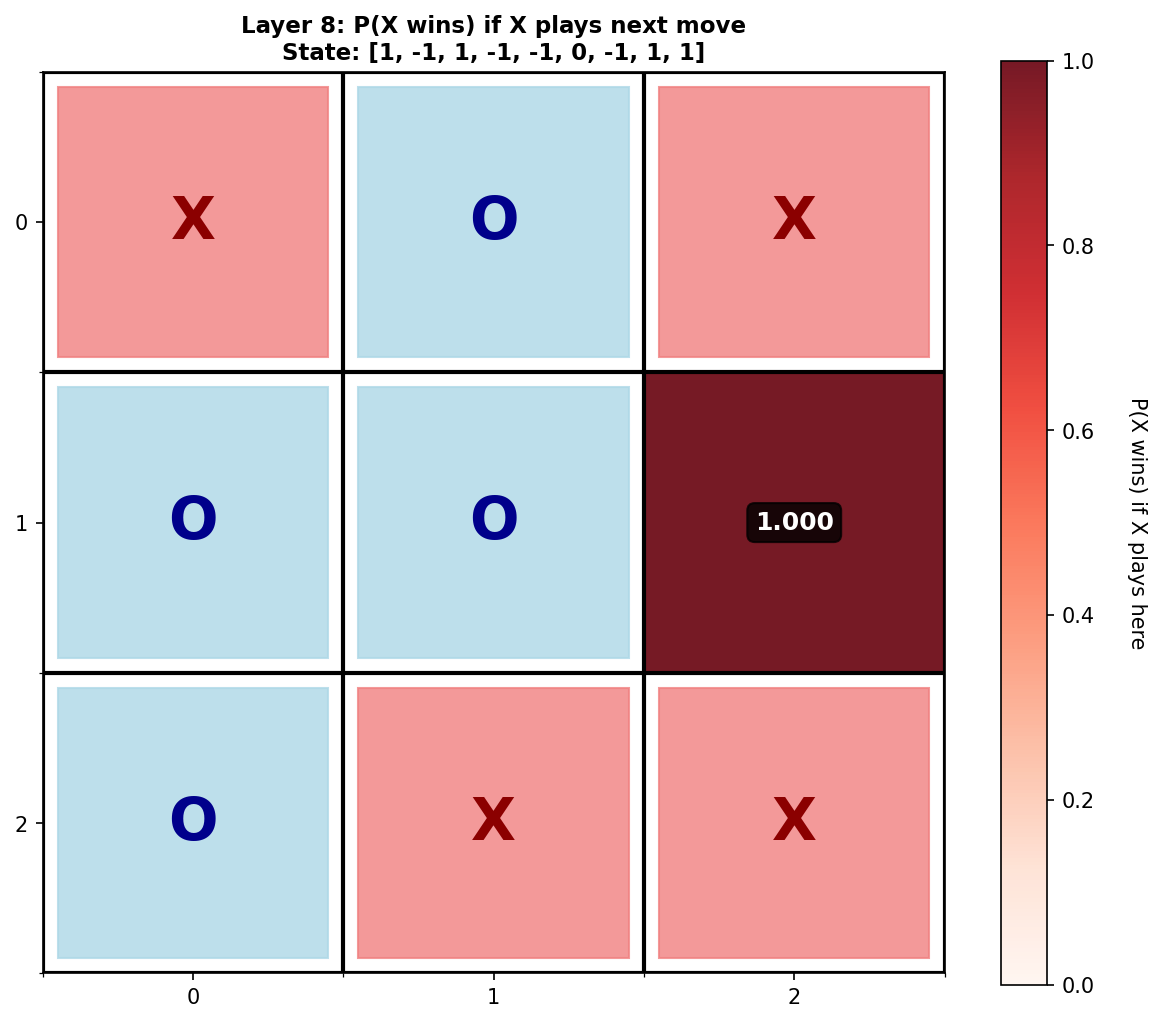 Layer 8: P(X wins) if X plays next move
State: [1, -1, 1, -1, -1, 0, -1, 1, 1]
X O X
O O 1.000
O X X
0
1
2
0 1 2
1.0
0.8
0.6
0.4
0.2
0.0
P(X wins) if X plays here